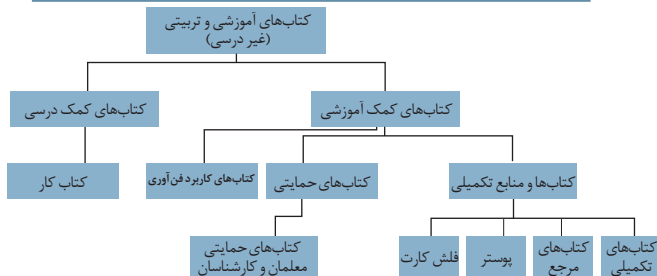 کتاب‌های آموزشی و تربیتی
(غیر درسی)
کتاب‌های کمک آموزشی
کتاب‌های کمک درسی
کتاب‌ها و منابع تکمیلی
کتاب‌های حمایتی
کتاب‌های کاربرد فن‌آوری
کتاب کار
کتاب‌های
تکمیلی
کتاب‌های
مرجع
پوستر
فلش کارت
کتاب‌های حمایتی
معلمان و کارشناسان